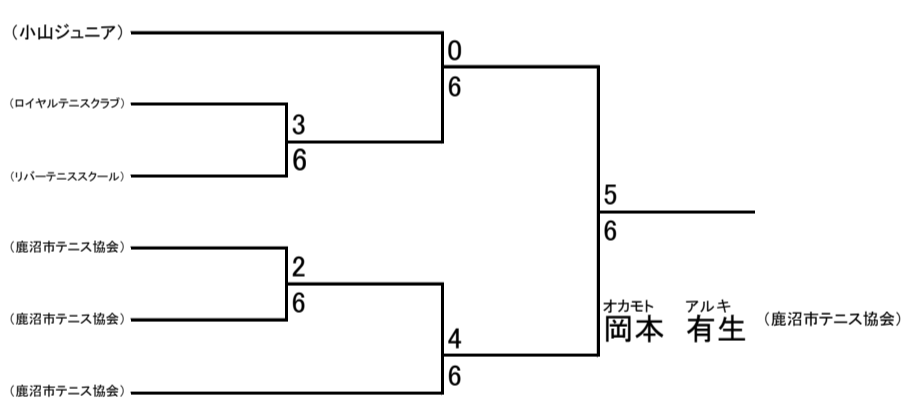 （小山ジュニア）
0
6
（ロイヤルテニスクラブ）
3
6
（リバーテニススクール）
5
6
（鹿沼市テニス協会）
2
6
（鹿沼市テニス協会）
オカモト アルキ
岡本 有生 （鹿沼市テニス協会）
4
6
（鹿沼市テニス協会）